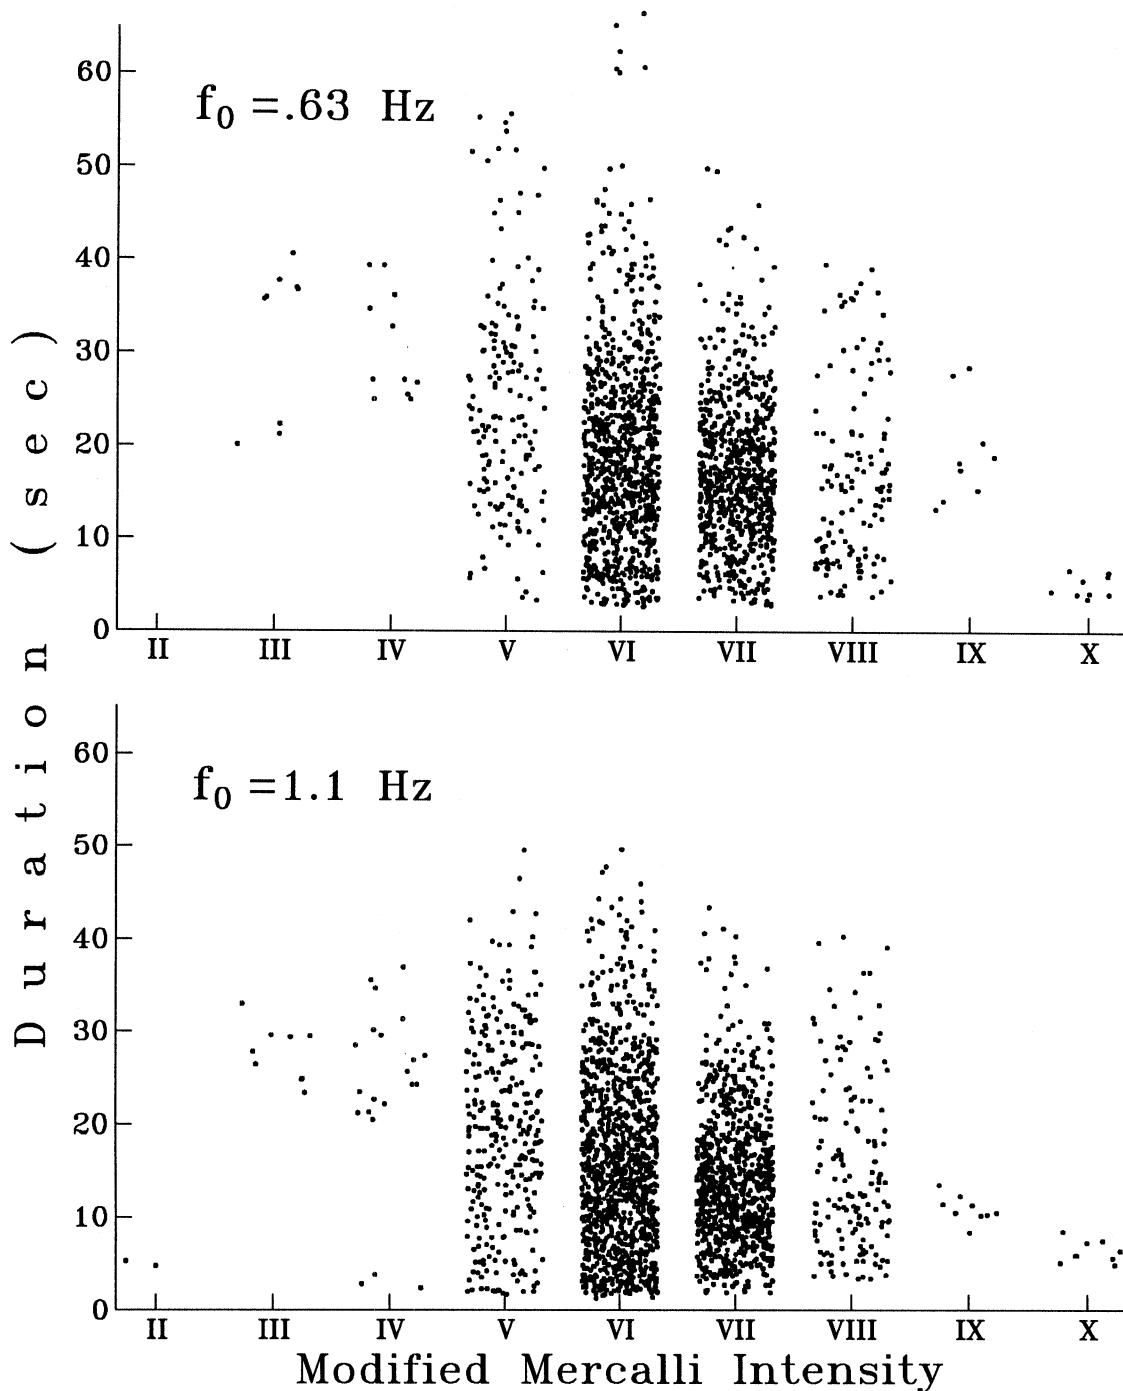 f0 = .63 Hz
60
50
40
30
20
10
0
II III IV V VI VII VIII IX X
Duration (sec)
f0 = 1.1 Hz
60
50
40
30
20
10
0
II III IV V VI VII VIII IX X
Modified Mercalli Intensity